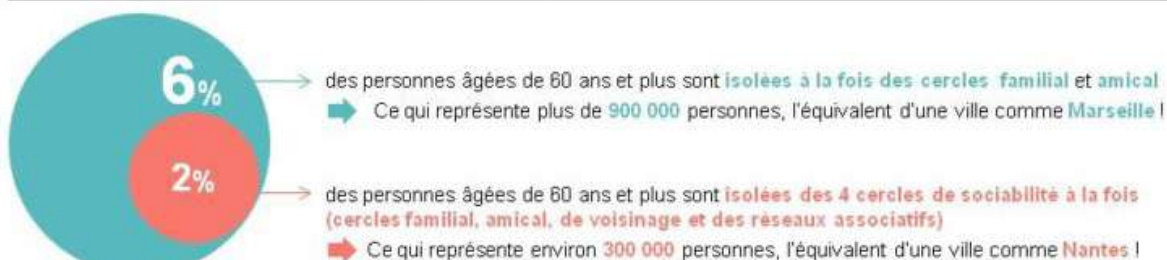 6%
des personnes âgées de 60 ans et plus sont isolées à la fois des cercles familial et amical
Ce qui représente plus de 900 000 personnes, l'équivalent d'une ville comme Marseille !
2%
des personnes âgées de 60 ans et plus sont isolées des 4 cercles de sociabilité à la fois
(cercles familial, amical, de voisinage et des réseaux associatifs)
Ce qui représente environ 300 000 personnes, l'équivalent d'une ville comme Nantes !